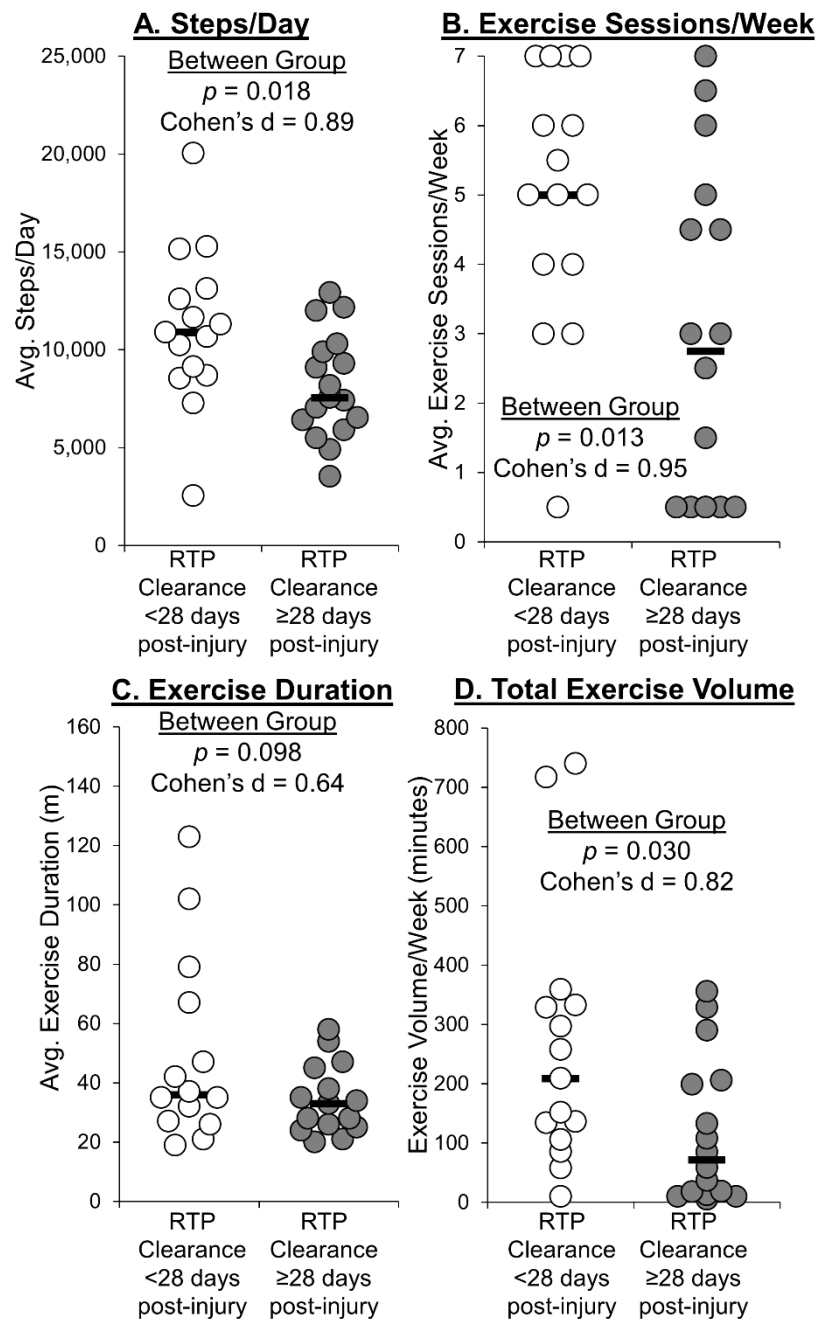 A. Steps/Day
Between Group
p = 0.018
Cohen's d = 0.89
Avg. Steps/Day
25,000
20,000
15,000
10,000
5,000
0
RTP
Clearance
<28 days
post-injury
RTP
Clearance
≥28 days
post-injury
B. Exercise Sessions/Week
Avg. Exercise Sessions/Week
7
6
5
4
3
2
1
0
Between Group
p = 0.013
Cohen's d = 0.95
RTP
Clearance
<28 days
post-injury
RTP
Clearance
≥28 days
post-injury
C. Exercise Duration
Between Group
p = 0.098
Cohen's d = 0.64
Avg. Exercise Duration (m)
160
140
120
100
80
60
40
20
0
RTP
Clearance
<28 days
post-injury
RTP
Clearance
≥28 days
post-injury
D. Total Exercise Volume
Exercise Volume/Week (minutes)
800
700
600
500
400
300
200
100
0
Between Group
p = 0.030
Cohen's d = 0.82
RTP
Clearance
<28 days
post-injury
RTP
Clearance
≥28 days
post-injury